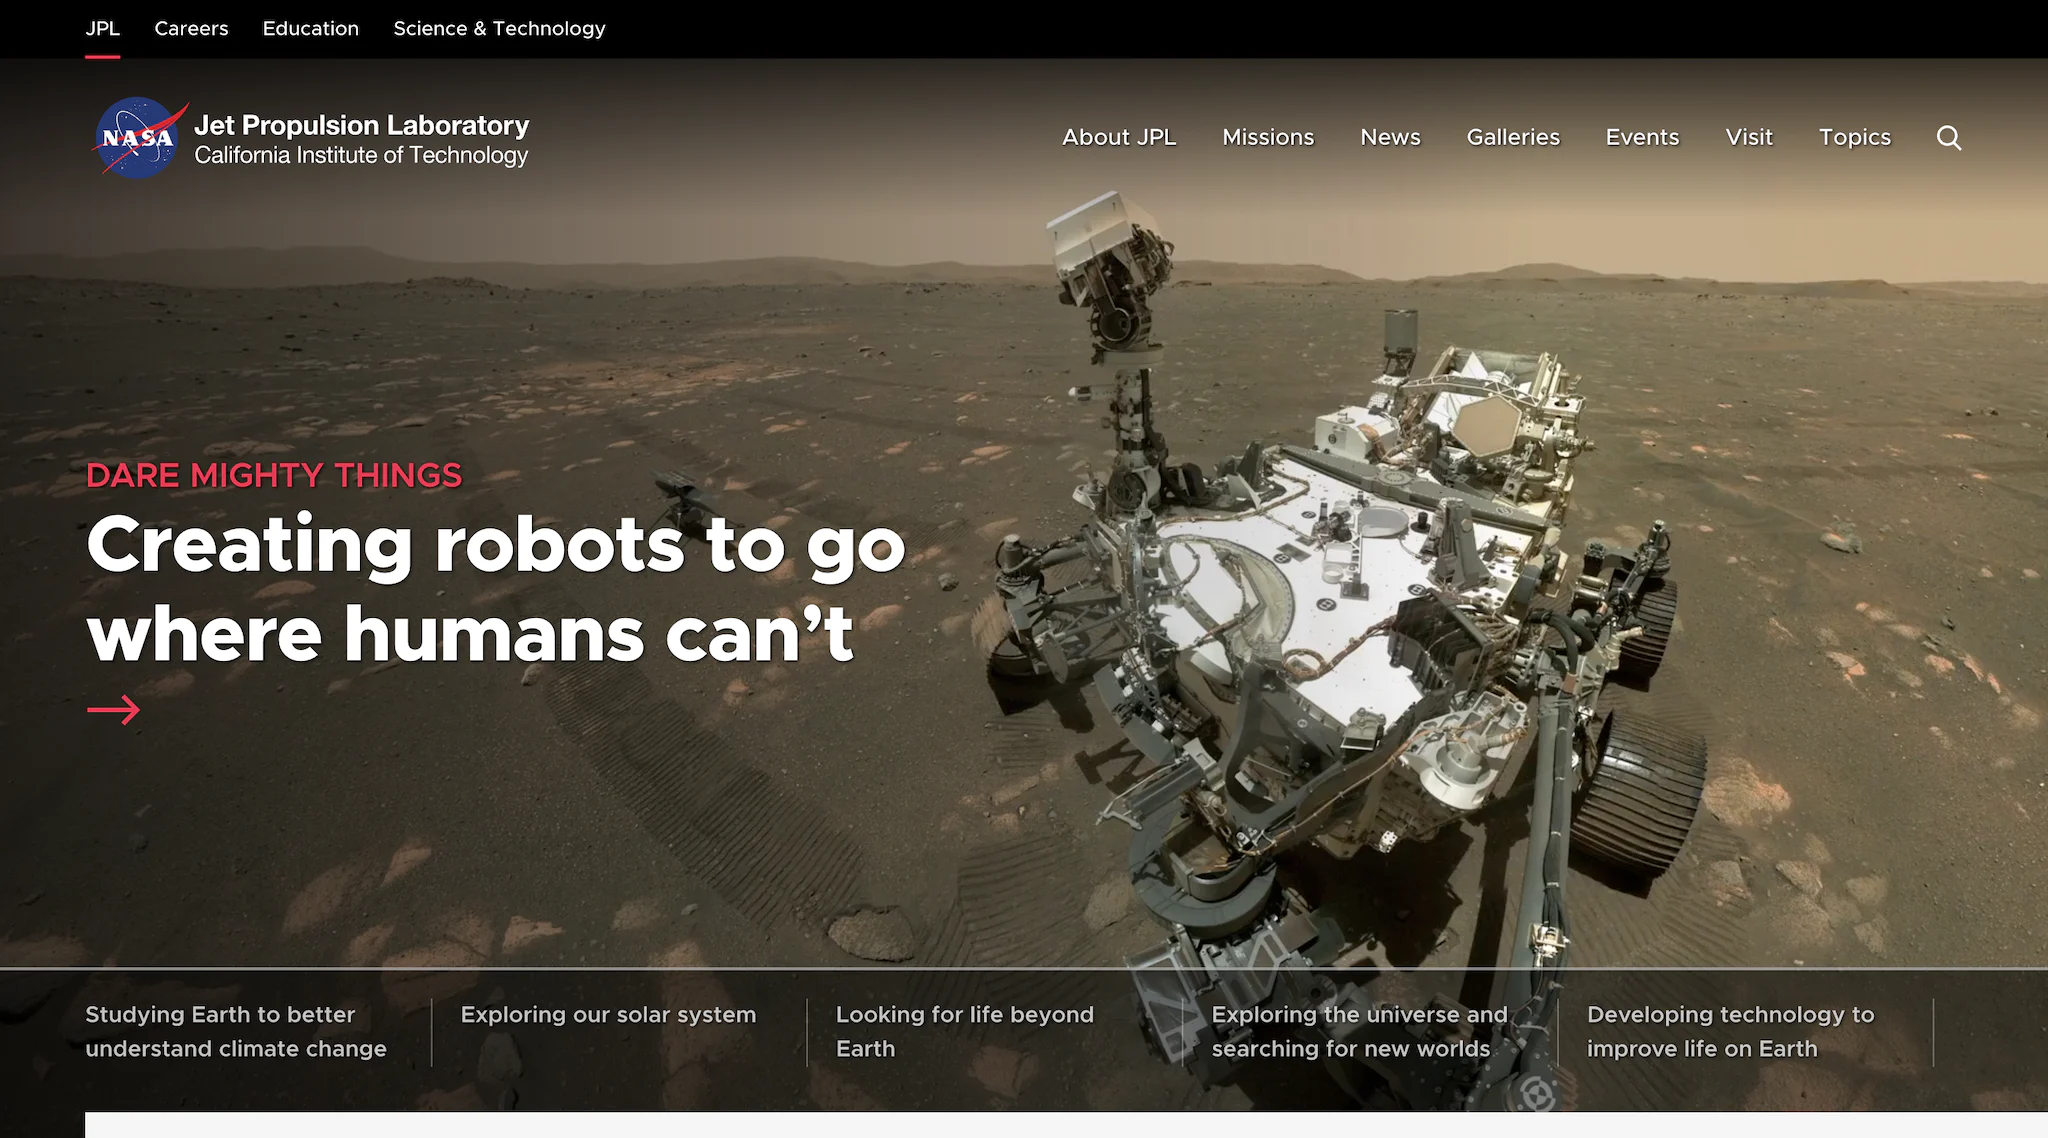 JPL
Careers
Education
Science & Technology
NASA
Jet Propulsion Laboratory
California Institute of Technology
About JPL
Missions
News
Galleries
Events
Visit
Topics
DARE MIGHTY THINGS
Creating robots to go
where humans can’t
Studying Earth to better
understand climate change
Exploring our solar system
Looking for life beyond
Earth
Exploring the universe and
searching for new worlds
Developing technology to
improve life on Earth